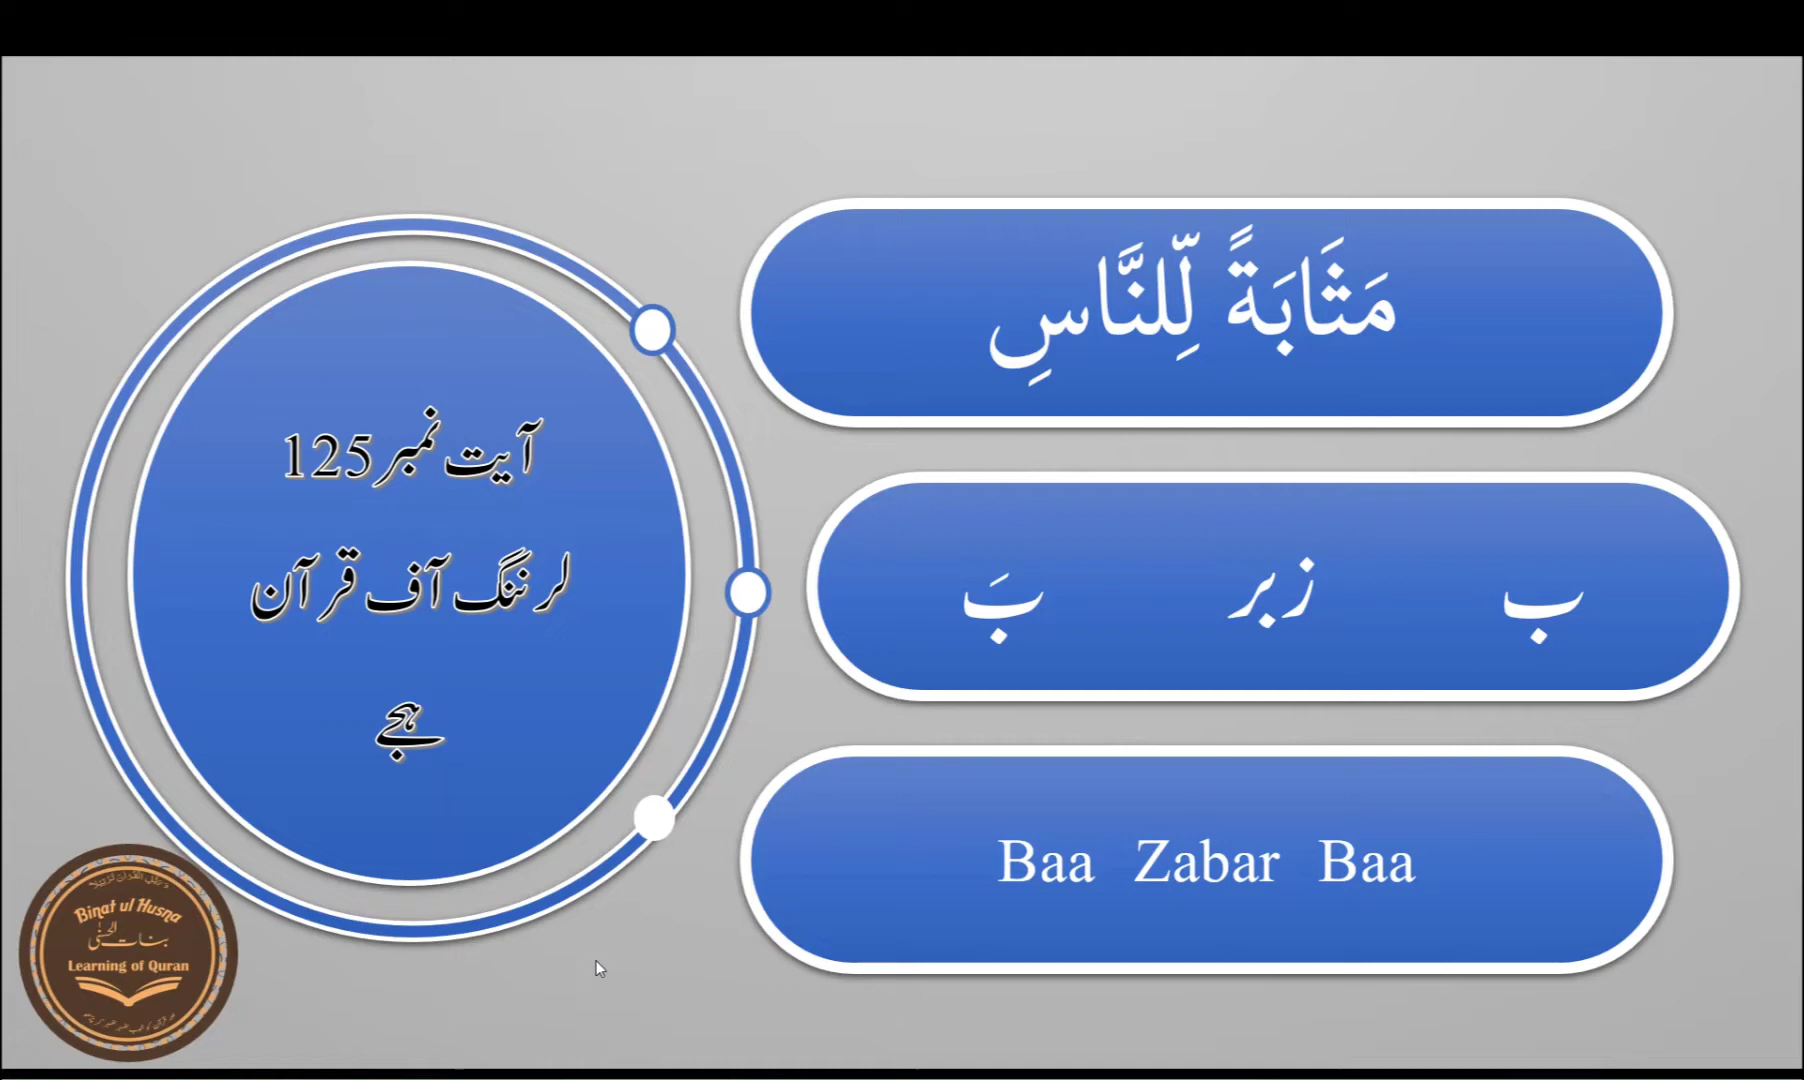 مَثَابَةً لِّلنَّاسِ
ب زبر بَ
Baa Zabar Baa
آیت نمبر 125
لرننگ آف قرآن
ہجے
Binat ul Husna
بنات الحسنٰی
Learning of Quran